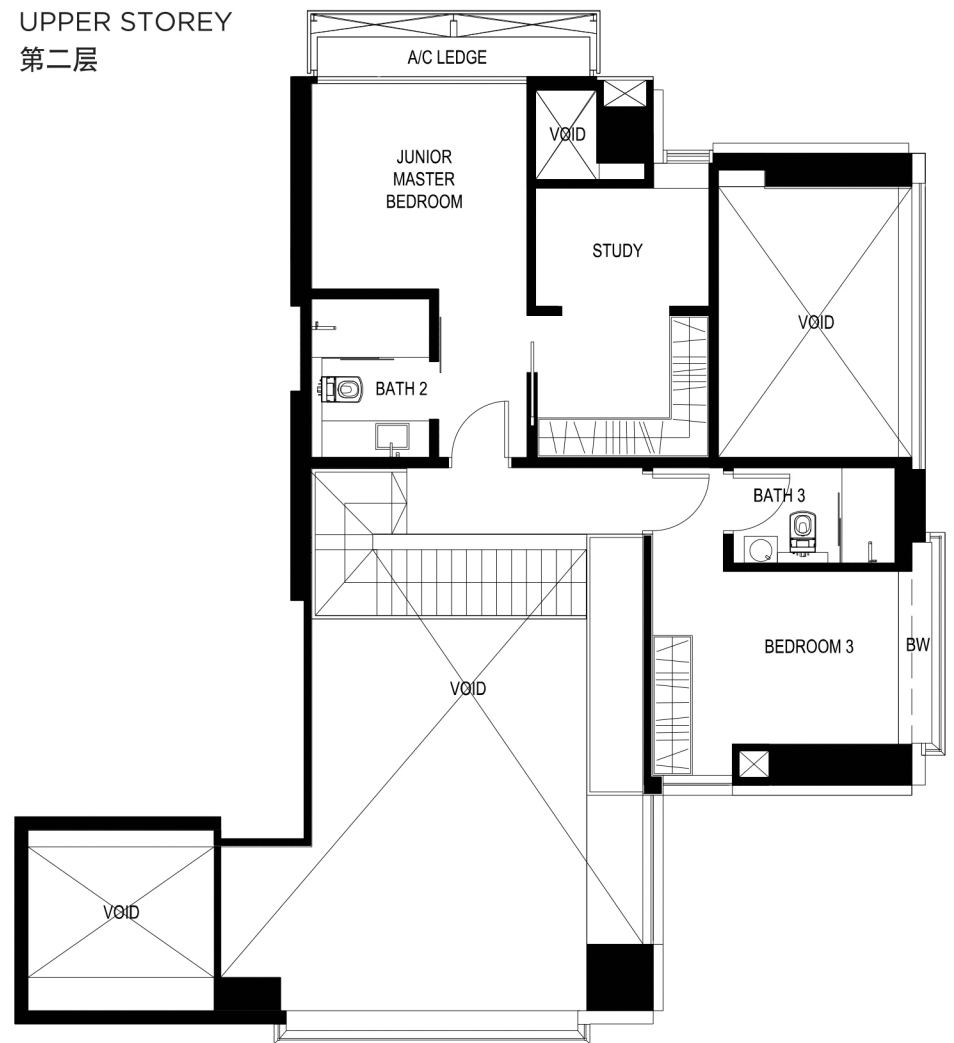 UPPER STOREY
第二层
A/C LEDGE
VOID
JUNIOR
MASTER
BEDROOM
STUDY
VOID
BATH 2
BATH 3
BEDROOM 3
BW
VOID
VOID